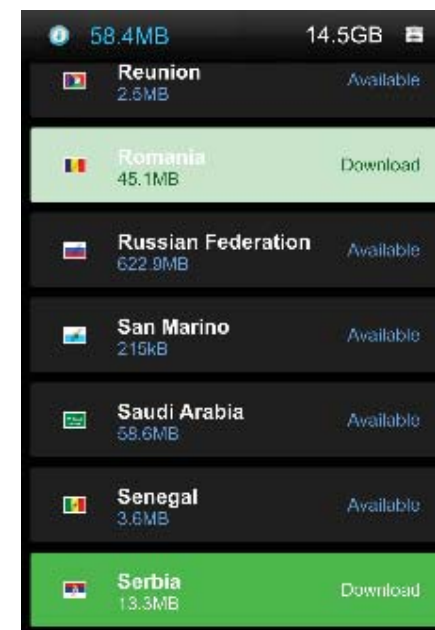 58.4MB 14.5GB
Reunion Available
2.5MB
Romania Download
45.1MB
Russian Federation Available
622.9MB
San Marino Available
215kB
Saudi Arabia Available
58.6MB
Senegal Available
3.6MB
Serbia Download
13.3MB